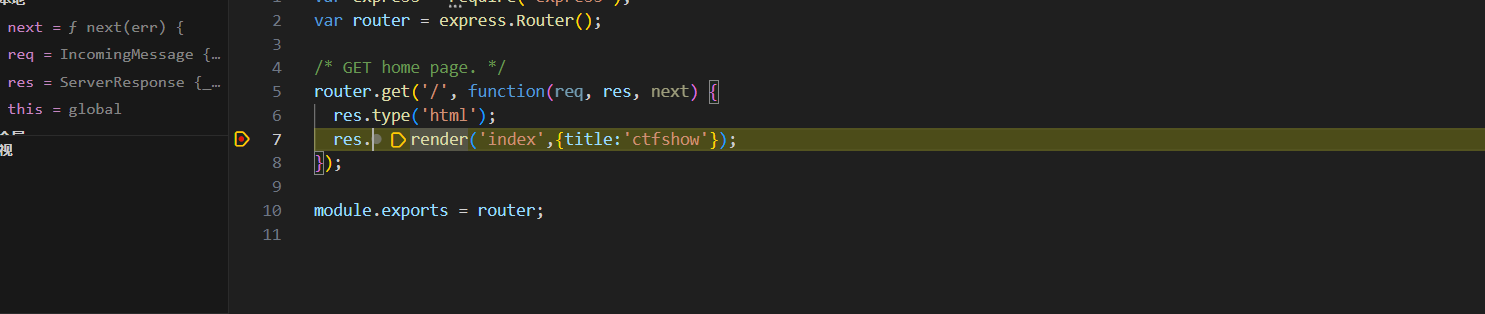 next = ƒ next(err) {
req = IncomingMessage {…
res = ServerResponse {_…
this = global
视
1 var express = require('express');
2 var router = express.Router();
3
4 /* GET home page. */
5 router.get('/', function(req, res, next) {
6 res.type('html');
7 res.render('index',{title:'ctfshow'});
8 });
9
10 module.exports = router;
11